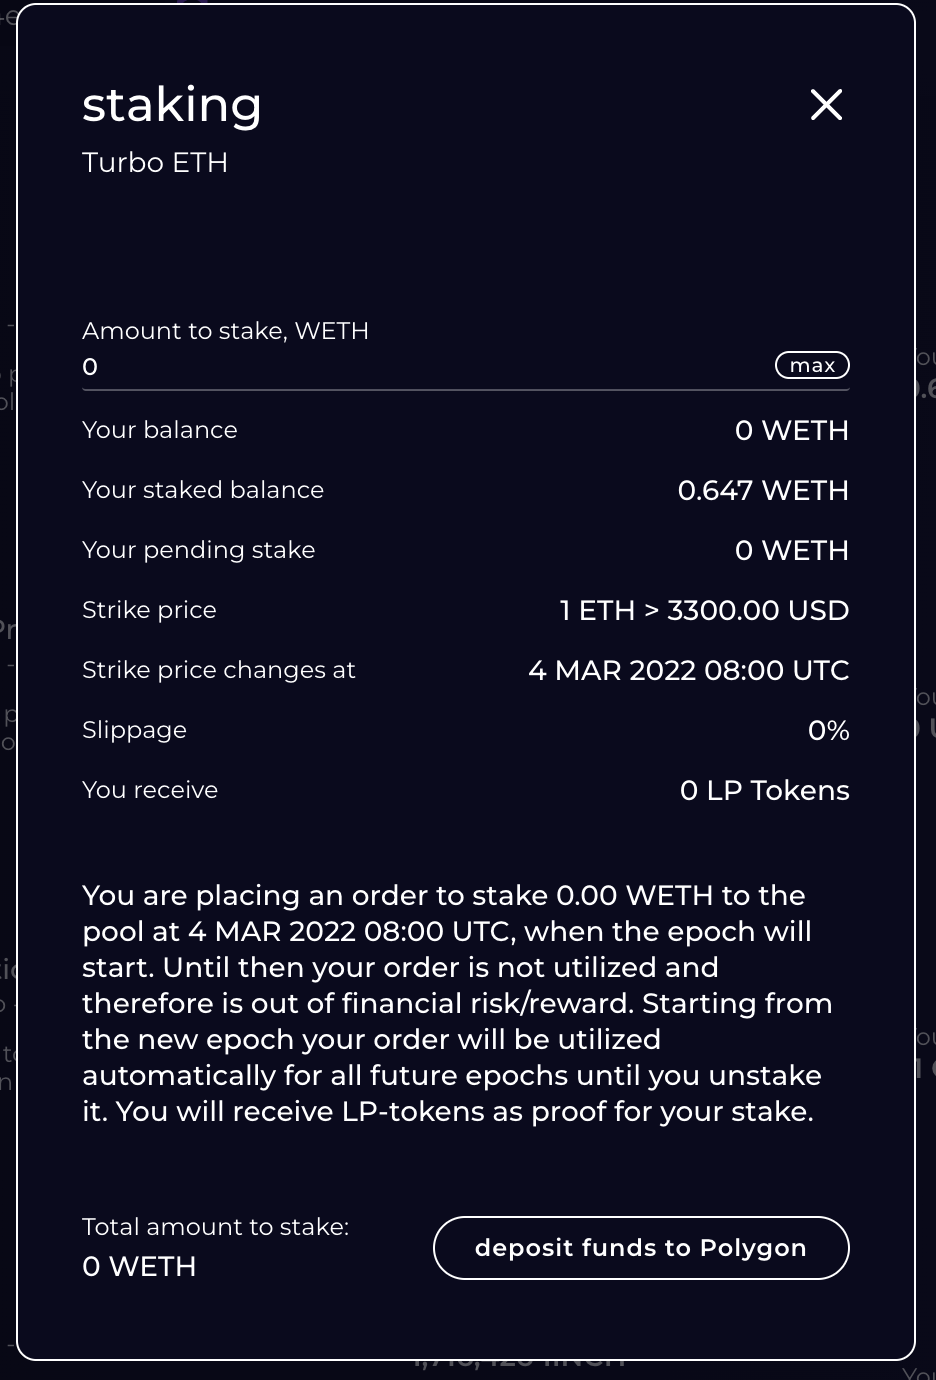 staking
Turbo ETH
Amount to stake, WETH
0
max
Your balance 0 WETH
Your staked balance 0.647 WETH
Your pending stake 0 WETH
Strike price 1 ETH > 3300.00 USD
Strike price changes at 4 MAR 2022 08:00 UTC
Slippage 0%
You receive 0 LP Tokens
You are placing an order to stake 0.00 WETH to the
pool at 4 MAR 2022 08:00 UTC, when the epoch will
start. Until then your order is not utilized and
therefore is out of financial risk/reward. Starting from
the new epoch your order will be utilized
automatically for all future epochs until you unstake
it. You will receive LP-tokens as proof for your stake.
Total amount to stake:
0 WETH
deposit funds to Polygon